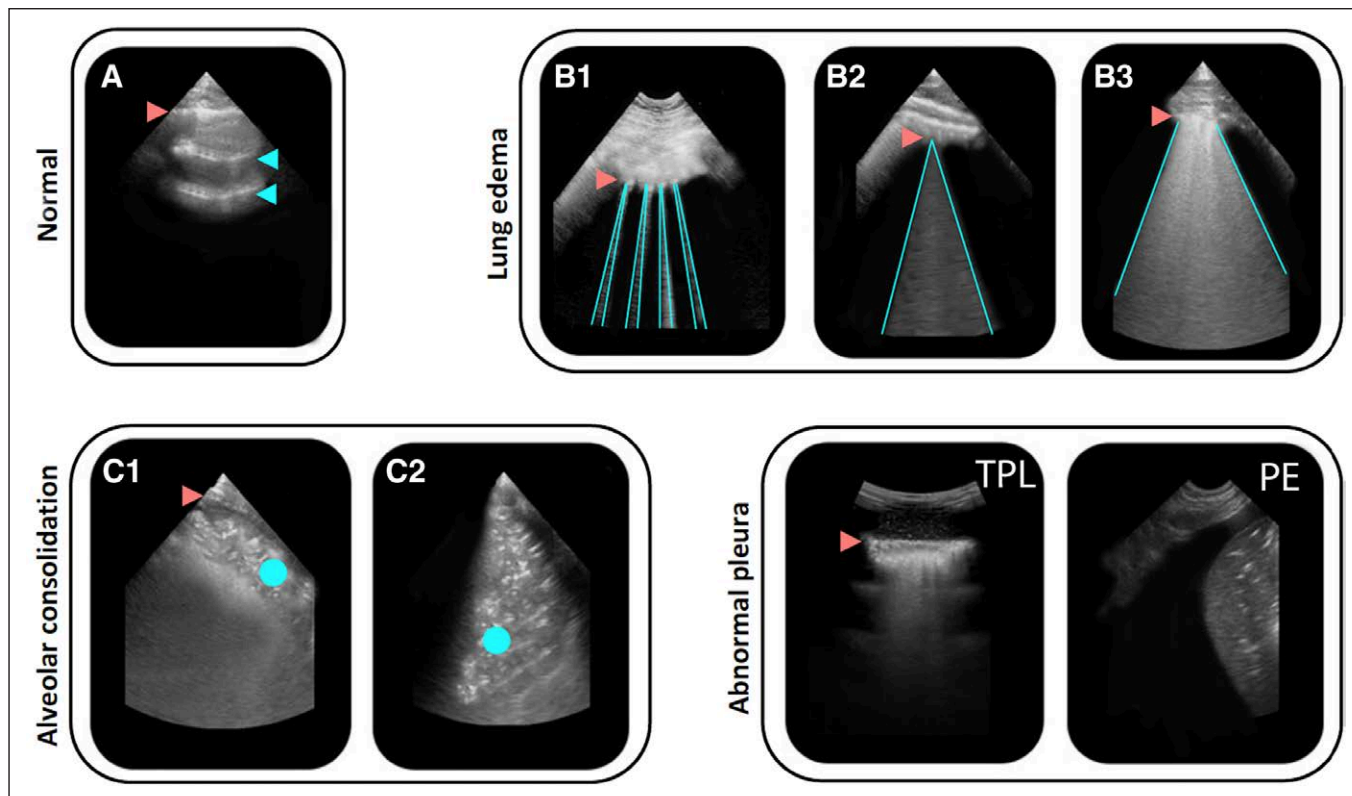 Normal
A
Lung edema
B1
B2
B3
Alveolar consolidation
C1
C2
Abnormal pleura
TPL
PE